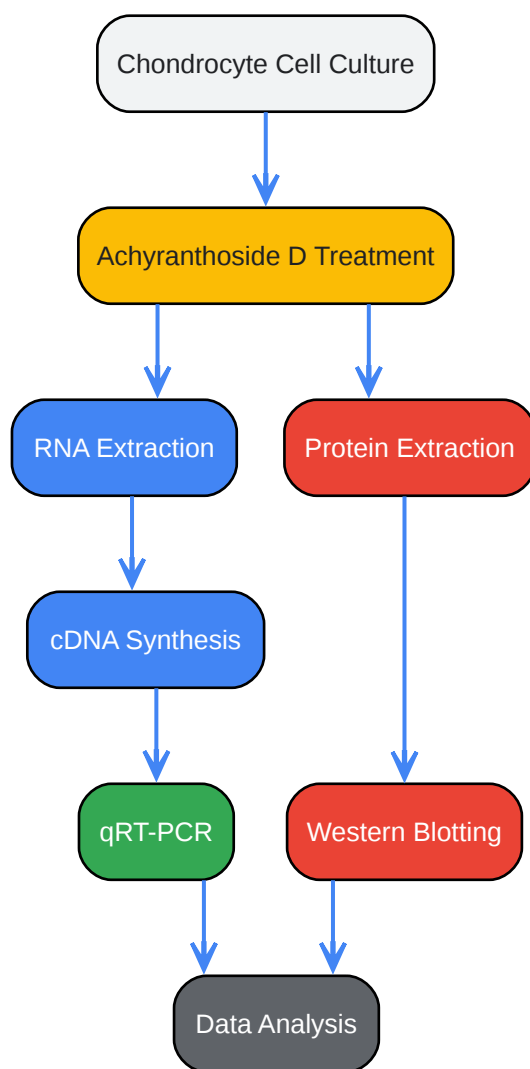 Chondrocyte Cell Culture
Achyranthoside D Treatment
RNA Extraction
Protein Extraction
cDNA Synthesis
qRT-PCR
Western Blotting
Data Analysis